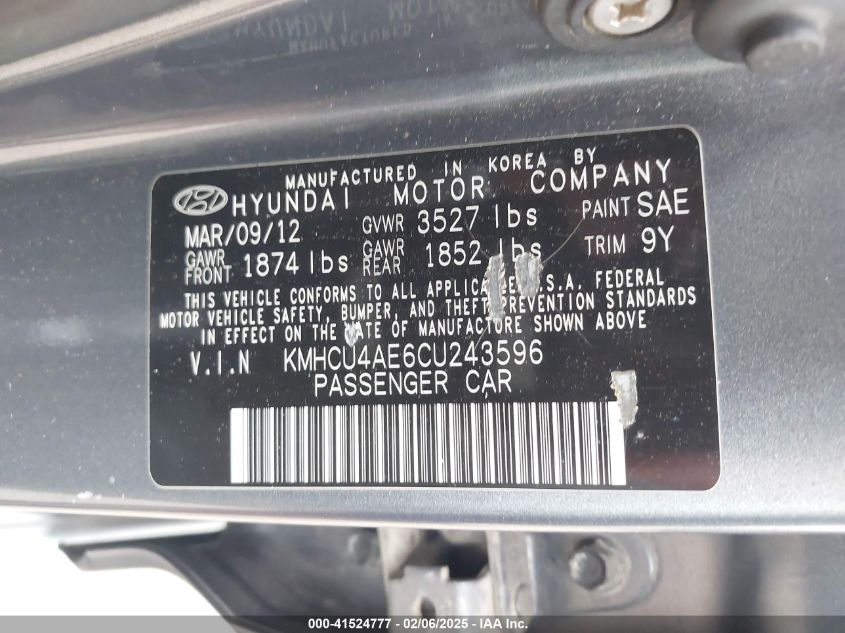 MANUFACTURED IN KOREA BY
HYUNDAI MOTOR COMPANY
MAR/09/12 GVWR 3527 lbs PAINT SAE
GAWR FRONT 1874 lbs GAWR REAR 1852 lbs TRIM 9Y
THIS VEHICLE CONFORMS TO ALL U.S.A. FEDERAL
MOTOR VEHICLE SAFETY, BUMPER, AND THEFT PREVENTION STANDARDS
IN EFFECT ON THE DATE OF MANUFACTURE SHOWN ABOVE
V.I.N KMHCU4AE6CU243596
PASSENGER CAR
000-41524777 — 02/06/2025 — IAA Inc.